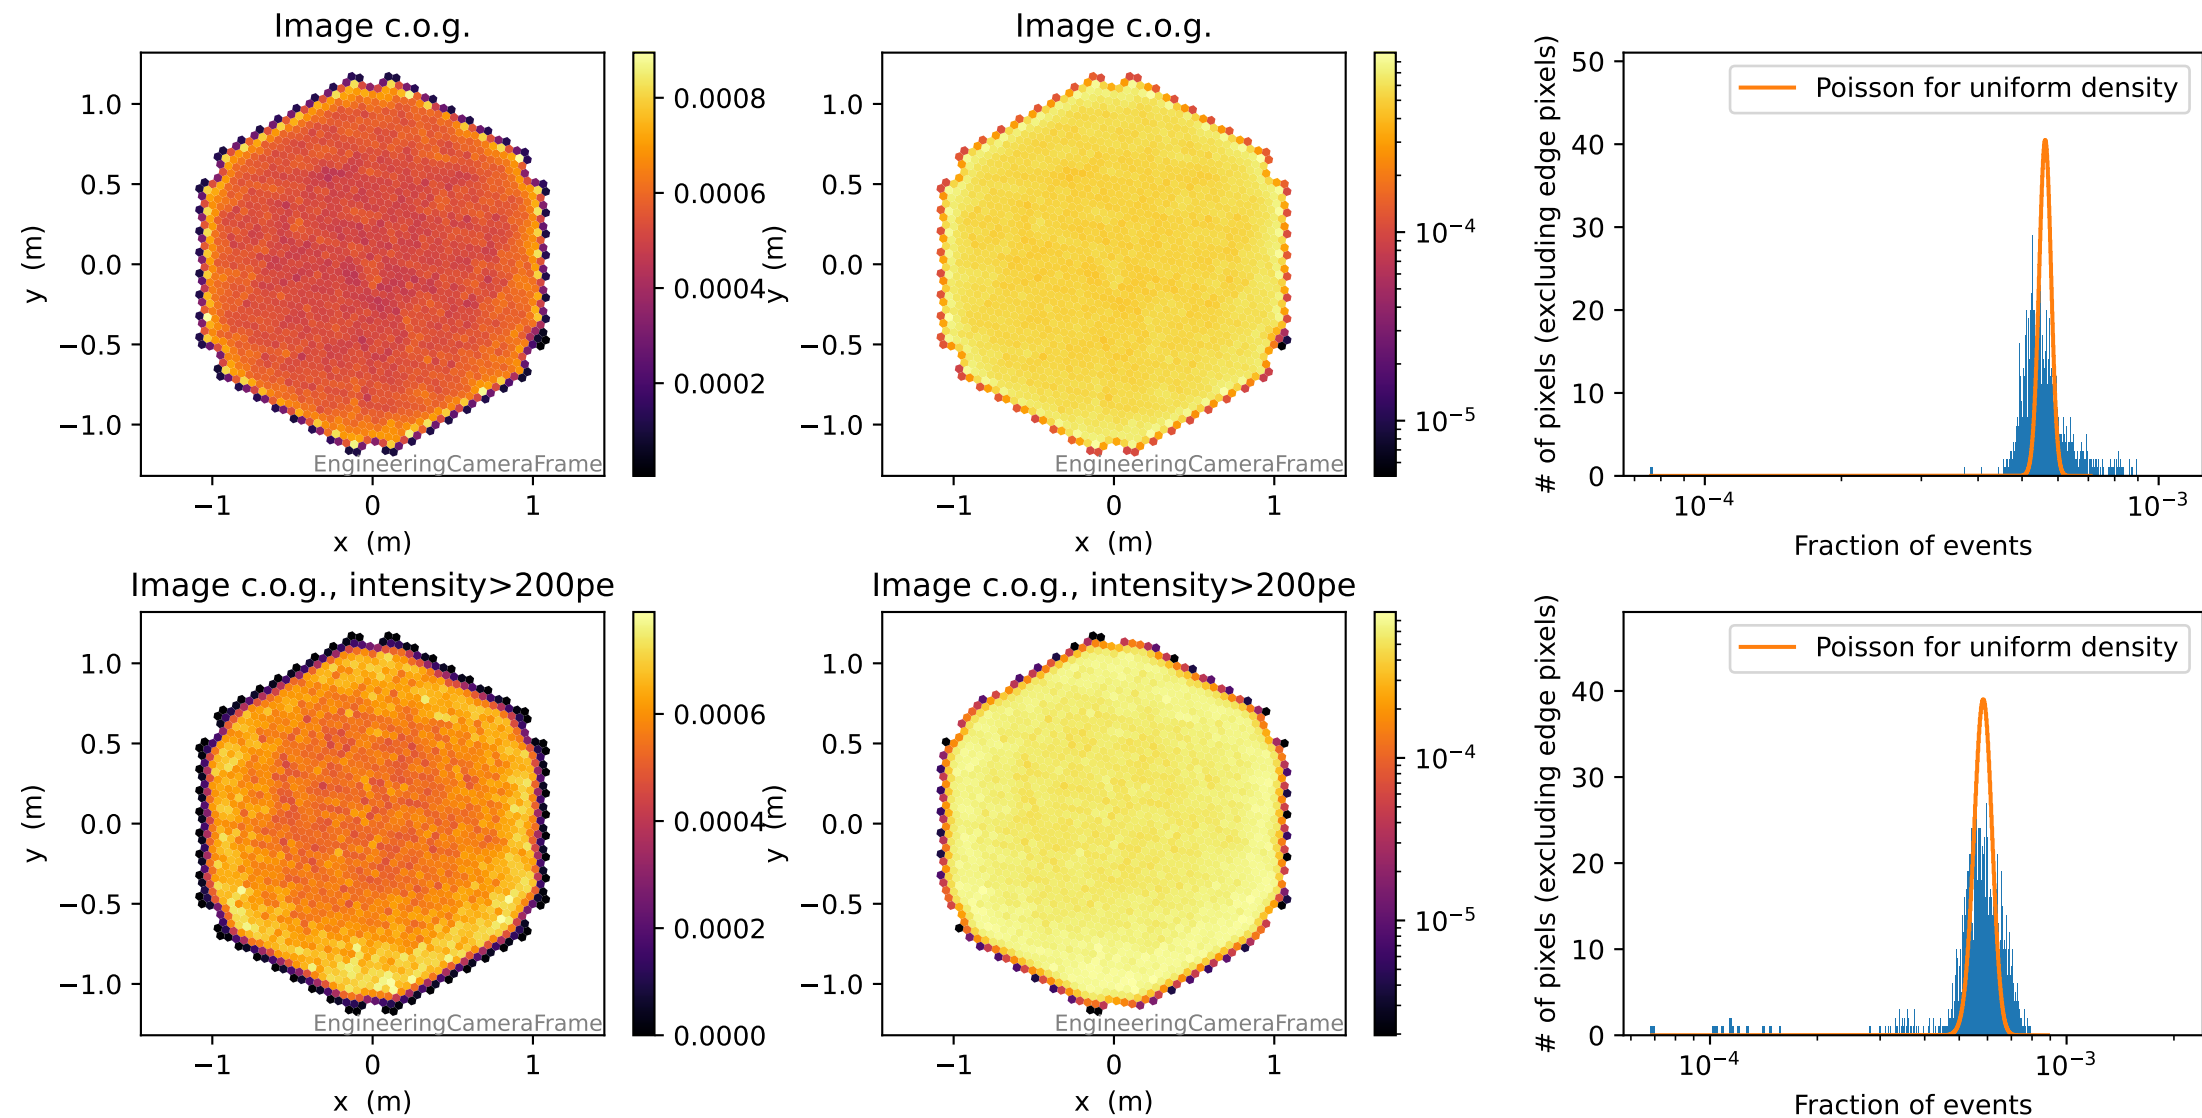 Image c.o.g.
1.0
0.5
0.0
−0.5
−1.0
y (m)
−1
0
1
x (m)
EngineeringCameraFrame
0.0008
0.0006
0.0004
0.0002
Image c.o.g.
1.0
0.5
0.0
−0.5
−1.0
y (m)
−1
0
1
x (m)
EngineeringCameraFrame
10⁻⁴
10⁻⁵
Poisson for uniform density
# of pixels (excluding edge pixels)
50
40
30
20
10
0
10⁻⁴
10⁻³
Fraction of events
Image c.o.g., intensity>200pe
1.0
0.5
0.0
−0.5
−1.0
y (m)
−1
0
1
x (m)
EngineeringCameraFrame
0.0006
0.0004
0.0002
0.0000
Image c.o.g., intensity>200pe
1.0
0.5
0.0
−0.5
−1.0
y (m)
−1
0
1
x (m)
EngineeringCameraFrame
10⁻⁴
10⁻⁵
Poisson for uniform density
# of pixels (excluding edge pixels)
40
30
20
10
0
10⁻⁴
10⁻³
Fraction of events